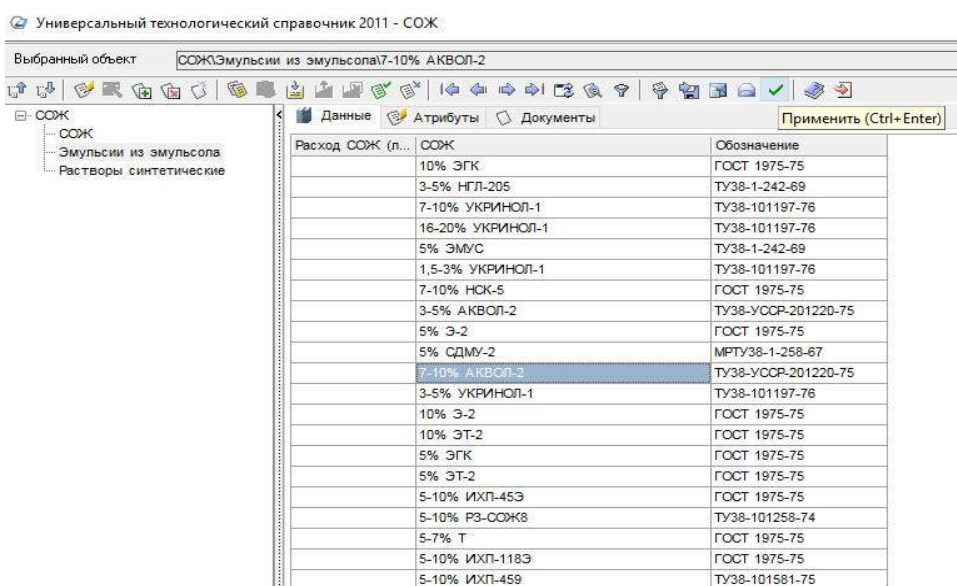 Универсальный технологический справочник 2011 - СОЖ
Выбранный объект СОЖ\Эмульсии из эмульсола\7-10% АКВОЛ-2
Данные Атрибуты Документы
Применить (Ctrl+Enter)
СОЖ
СОЖ
Эмульсии из эмульсола
Растворы синтетические
Расход СОЖ (л... СОЖ Обозначение
10% ЭГК ГОСТ 1975-75
3-5% НГЛ-205 ТУ38-1-242-69
7-10% УКРИНОЛ-1 ТУ38-101197-76
16-20% УКРИНОЛ-1 ТУ38-101197-76
5% ЭМУС ТУ38-1-242-69
1,5-3% УКРИНОЛ-1 ТУ38-101197-76
7-10% НСК-5 ГОСТ 1975-75
3-5% АКВОЛ-2 ТУ38-УССР-201220-75
5% Э-2 ГОСТ 1975-75
5% СДМУ-2 МРТУ38-1-258-67
7-10% АКВОЛ-2 ТУ38-УССР-201220-75
3-5% УКРИНОЛ-1 ТУ38-101197-76
10% Э-2 ГОСТ 1975-75
10% ЭТ-2 ГОСТ 1975-75
5% ЭГК ГОСТ 1975-75
5% ЭТ-2 ГОСТ 1975-75
5-10% ИХП-45Э ГОСТ 1975-75
5-10% РЗ-СОЖ8 ТУ38-101258-74
5-7% Т ГОСТ 1975-75
5-10% ИХП-118Э ГОСТ 1975-75
5-10% ИХП-459 ТУ38-101581-75